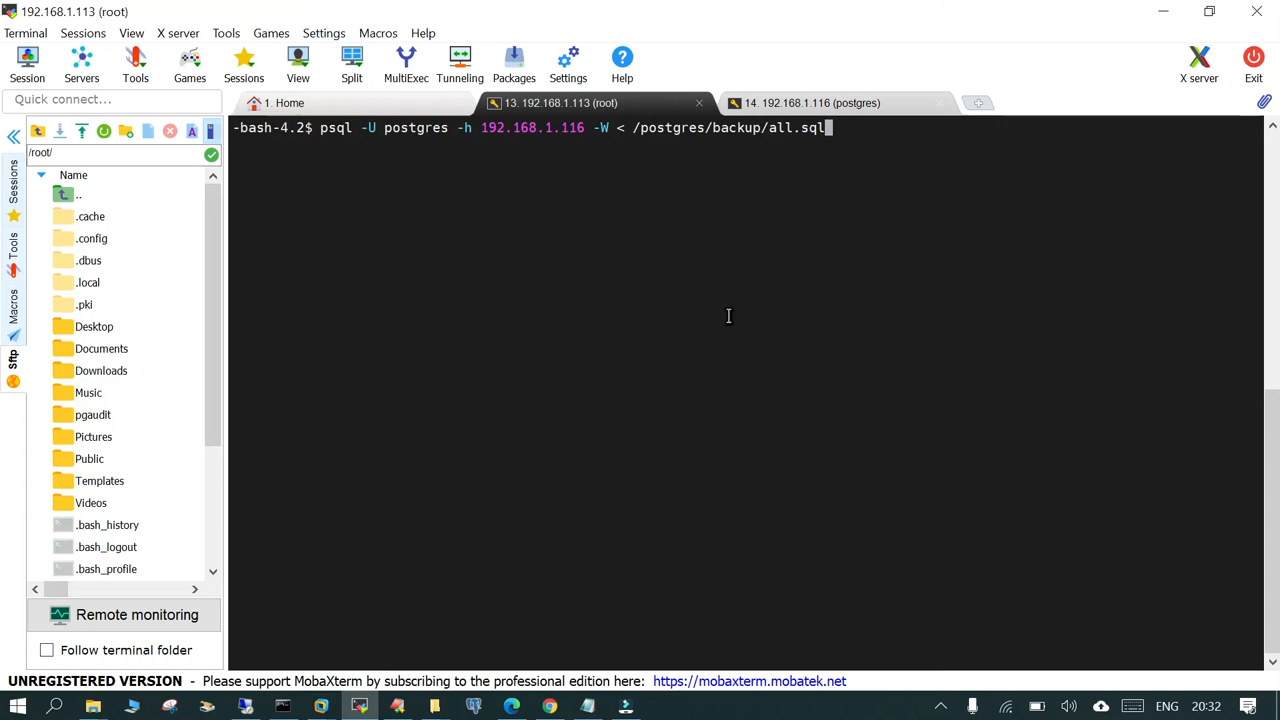 192.168.1.113 (root)
Terminal Sessions View X server Tools Games Settings Macros Help
Session Servers Tools Games Sessions View Split MultiExec Tunneling Packages Settings Help X server Exit
Quick connect...
1. Home
13. 192.168.1.113 (root)
14. 192.168.1.116 (postgres)
/root/
Name
..
.cache
.config
.dbus
.local
.pki
Desktop
Documents
Downloads
Music
pgaudit
Pictures
Public
Templates
Videos
.bash_history
.bash_logout
.bash_profile
Sessions
Tools
Macros
Sftp
-bash-4.2$ psql -U postgres -h 192.168.1.116 -W < /postgres/backup/all.sql
Remote monitoring
Follow terminal folder
UNREGISTERED VERSION - Please support MobaXterm by subscribing to the professional edition here: https://mobaxterm.mobatek.net
ENG 20:32